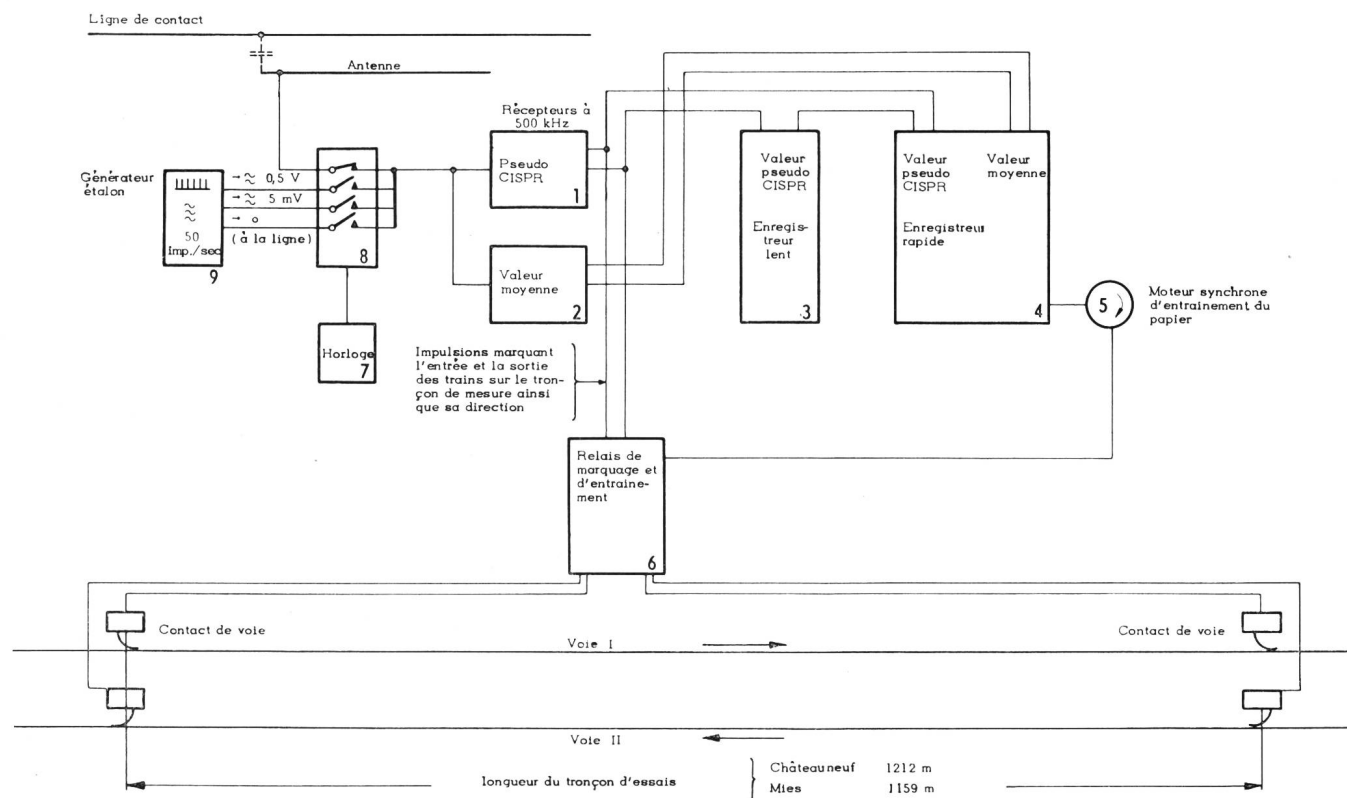 Ligne de contact
Antenne
Récepteurs à
500 kHz
Pseudo
CISPR
1
Valeur
pseudo
CISPR
Enregis-
treur
lent
3
Valeur
pseudo
CISPR
Valeur
moyenne
Enregistreur
rapide
4
Générateur
étalon
50
Imp./sec
9
→ ≈ 0,5 V
→ ≈ 5 mV
→ o
(à la ligne)
8
Valeur
moyenne
2
5
Moteur synchrone
d'entrainement du
papier
Horloge
7
Impulsions marquant
l'entrée et la sortie
des trains sur le tron-
çon de mesure ainsi
que sa direction
Relais de
marquage et
d'entraine-
ment
6
Contact de voie
Voie I
Contact de voie
Voie II
longueur du tronçon d'essais
Châteauneuf 1212 m
Mies 1159 m